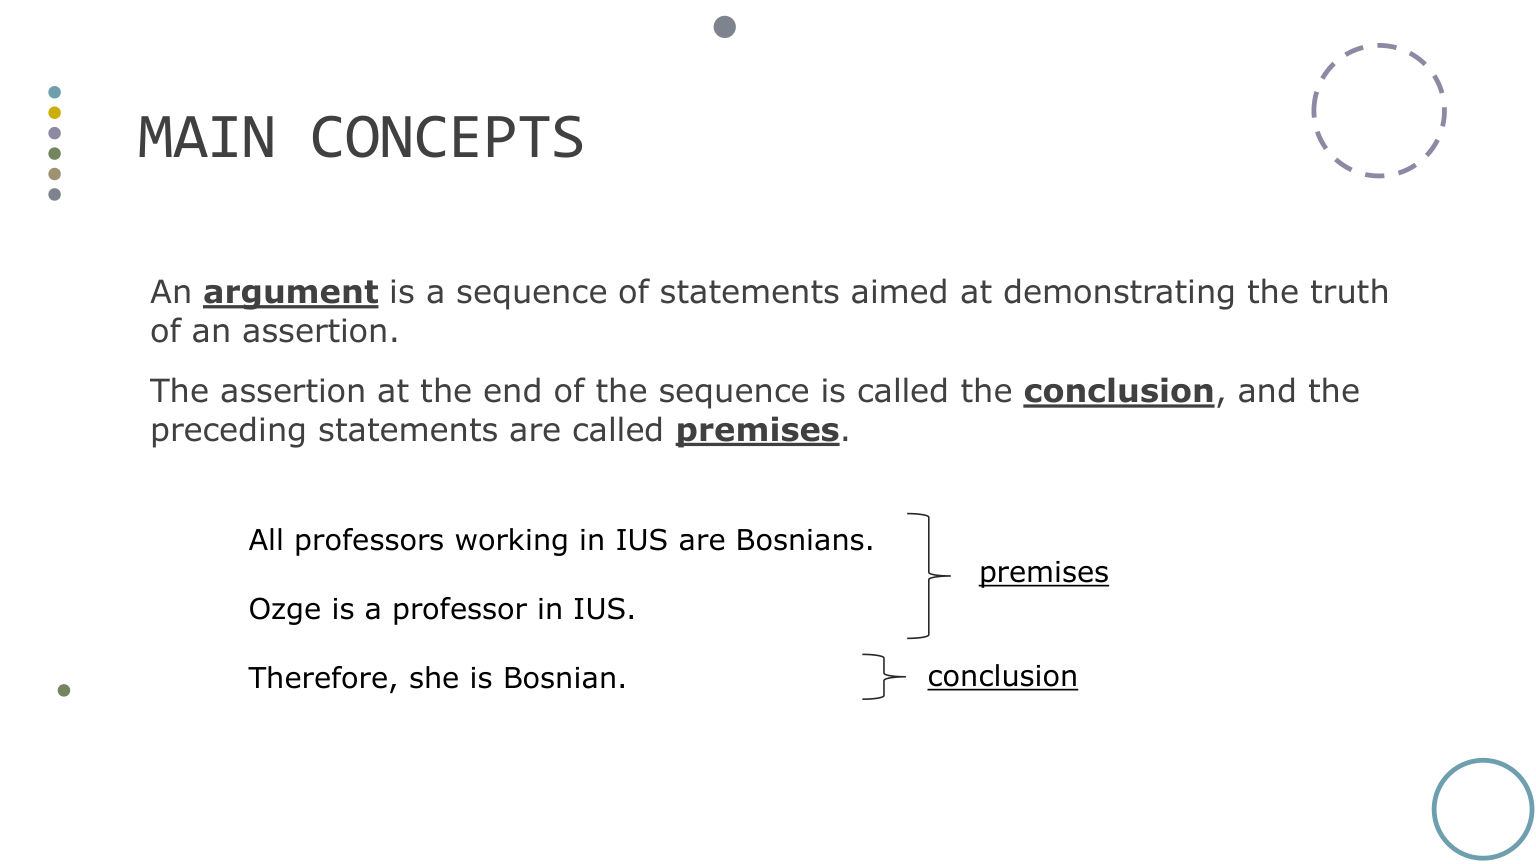 MAIN CONCEPTS
An argument is a sequence of statements aimed at demonstrating the truth
of an assertion.
The assertion at the end of the sequence is called the conclusion, and the
preceding statements are called premises.
All professors working in IUS are Bosnians.
premises
Ozge is a professor in IUS.
Therefore, she is Bosnian.
conclusion